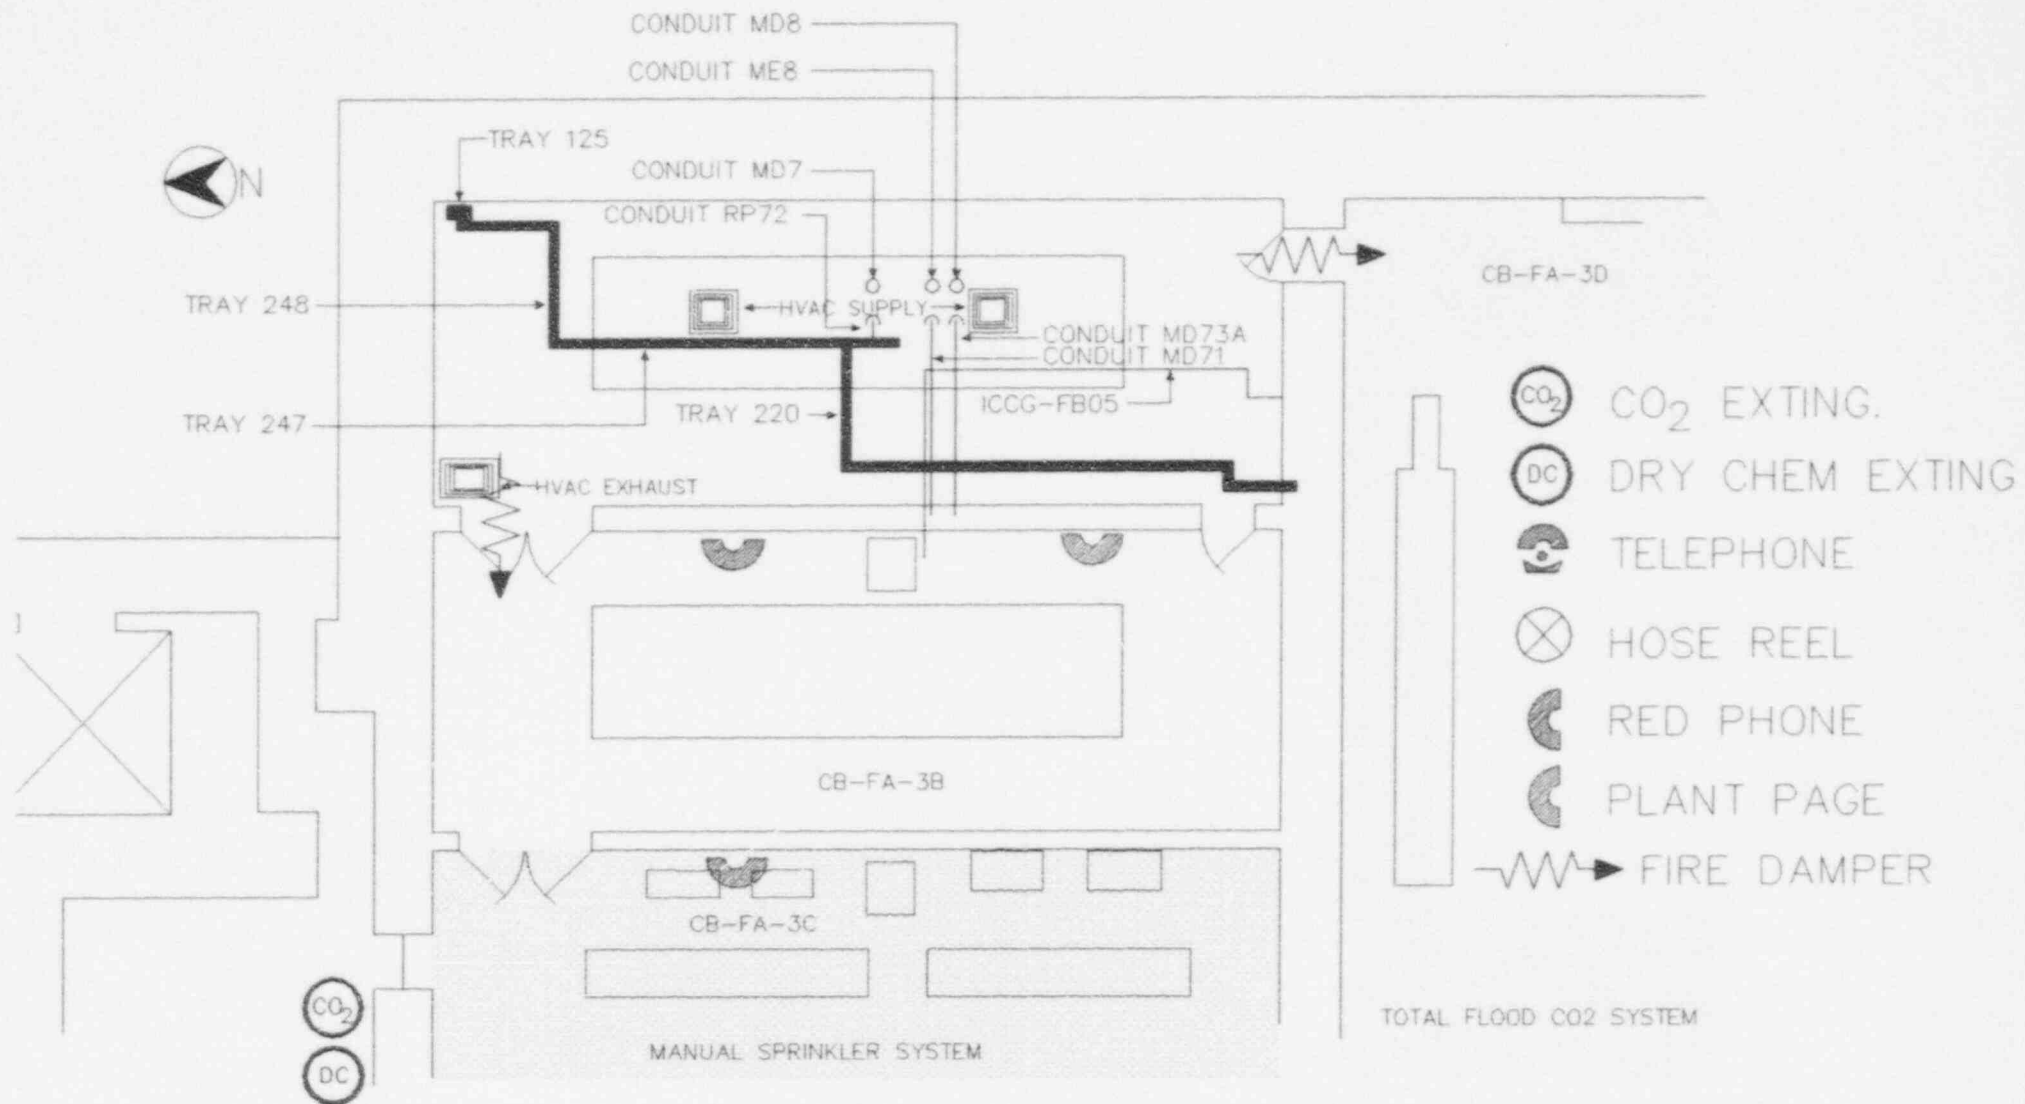 CONDUIT MD8
CONDUIT ME8
TRAY 125
CONDUIT MD7
N
CONDUIT RP72
CB-FA-3D
TRAY 248
HVAC SUPPLY
CONDUIT MD73A
CONDUIT MD71
TRAY 220
ICCG-FB05
TRAY 247
CO2 CO2 EXTING.
DC DRY CHEM EXTING
HVAC EXHAUST
TELEPHONE
HOSE REEL
RED PHONE
CB-FA-3B
PLANT PAGE
FIRE DAMPER
CB-FA-3C
CO2
TOTAL FLOOD CO2 SYSTEM
MANUAL SPRINKLER SYSTEM
DC